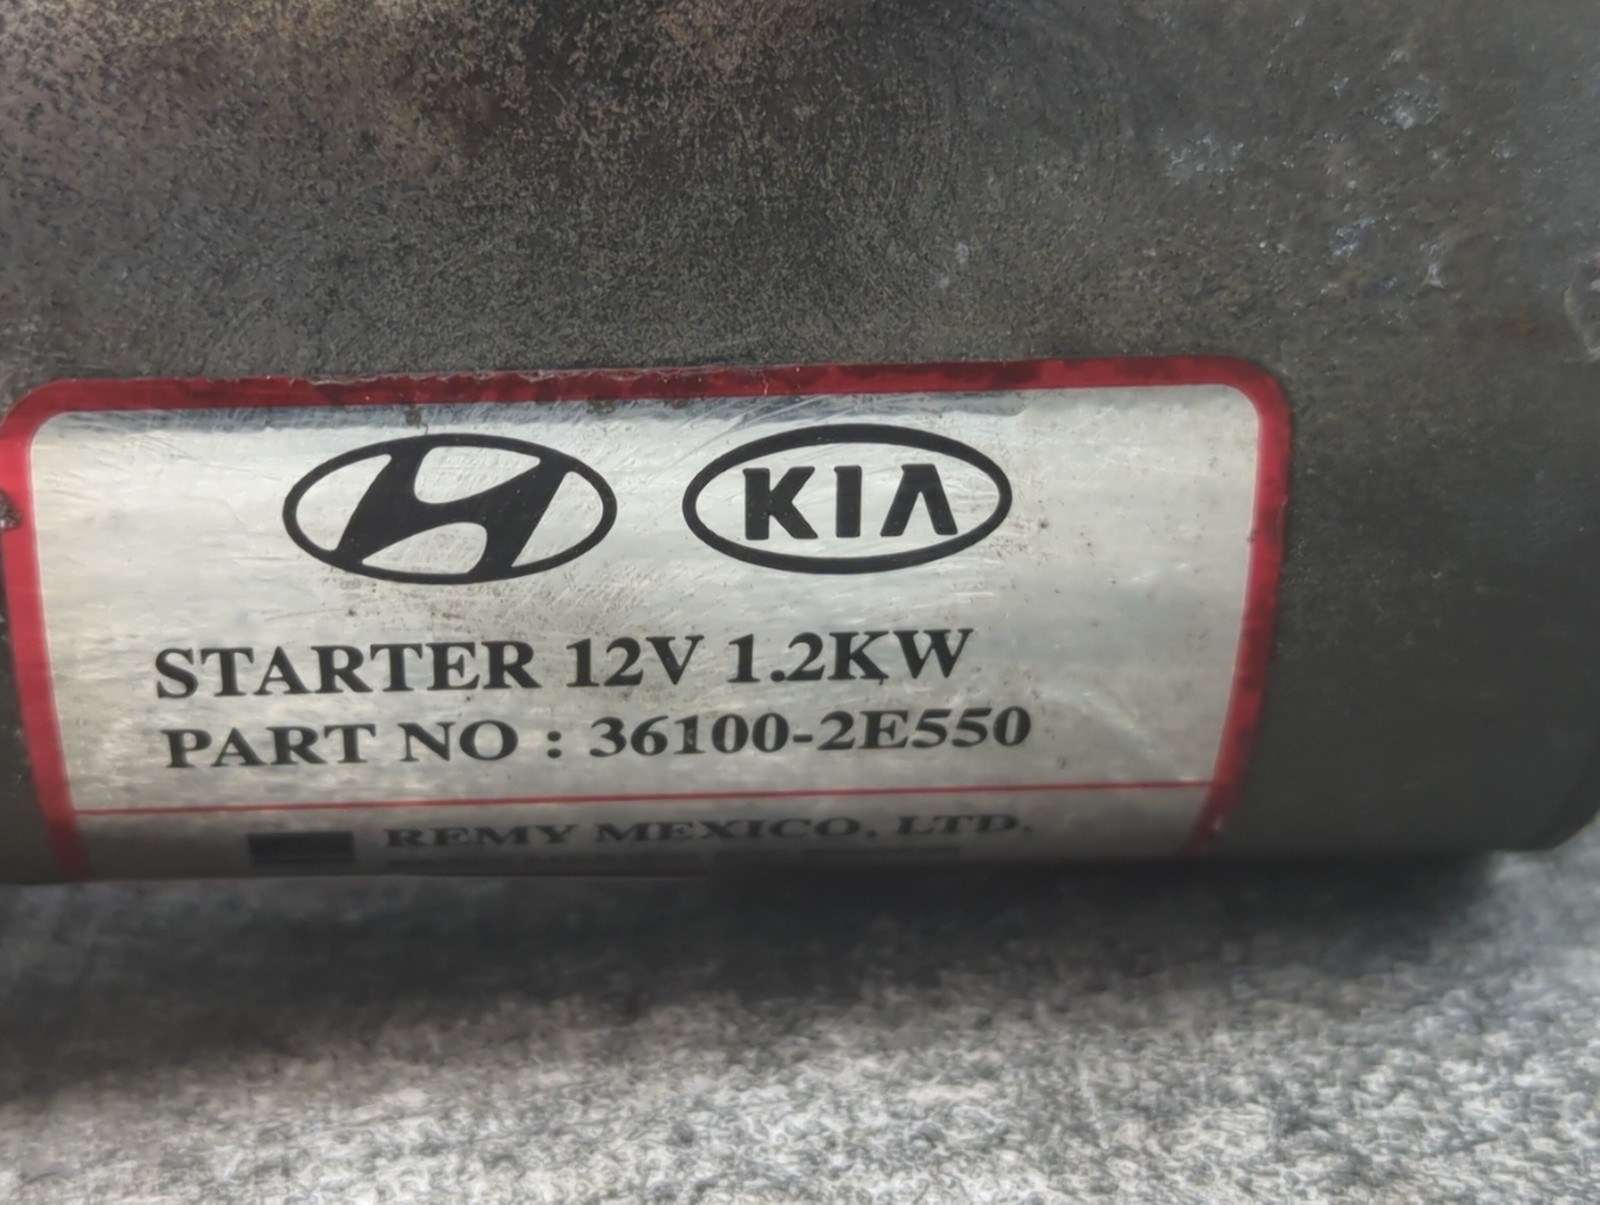 KIA
STARTER 12V 1.2KW
PART NO : 36100-2E550
REMY MEXICO, LTD.